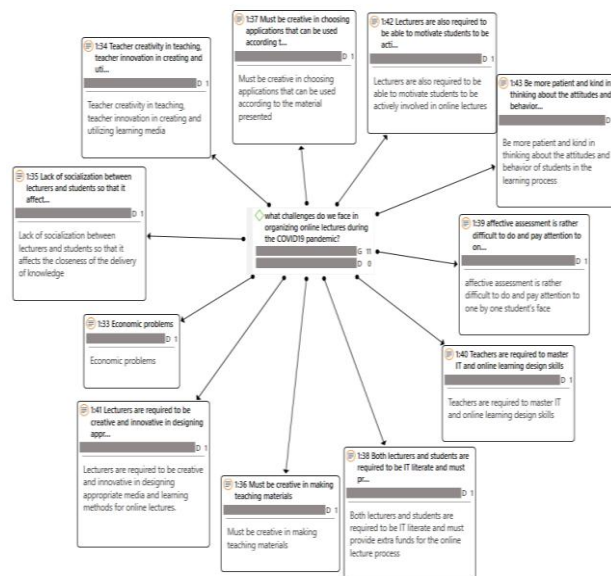 1:37 Must be creative in choosing
applications that can be used
according t...
D 1
Must be creative in choosing
applications that can be used
according to the material
presented
1:42 Lecturers are also required to
be able to motivate students to be
acti...
D 1
Lecturers are also required to be
able to motivate students to be
actively involved in online lectures
1:34 Teacher creativity in teaching,
teacher innovation in creating and
uti...
D 1
Teacher creativity in teaching,
teacher innovation in creating and
utilizing learning media
1:43 Be more patient and kind in
thinking about the attitudes and
behavior...
D
Be more patient and kind in
thinking about the attitudes and
behavior of students in the
learning process
1:35 Lack of socialization between
lecturers and students so that it
affect...
D 1
Lack of socialization between
lecturers and students so that it
affects the closeness of the delivery
of knowledge
what challenges do we face in
organizing online lectures during
the COVID19 pandemic?
G 11
D 0
1:39 affective assessment is rather
difficult to do and pay attention to
on...
D 1
affective assessment is rather
difficult to do and pay attention to
one by one student's face
1:33 Economic problems
D 1
Economic problems
1:40 Teachers are required to master
IT and online learning design skills
D 1
Teachers are required to master IT
and online learning design skills
1:41 Lecturers are required to be
creative and innovative in designing
appr...
D 1
Lecturers are required to be creative
and innovative in designing
appropriate media and learning
methods for online lectures.
1:36 Must be creative in making
teaching materials
D 1
Must be creative in making
teaching materials
1:38 Both lecturers and students are
required to be IT literate and must
pr...
D 1
Both lecturers and students are
required to be IT literate and must
provide extra funds for the online
lecture process